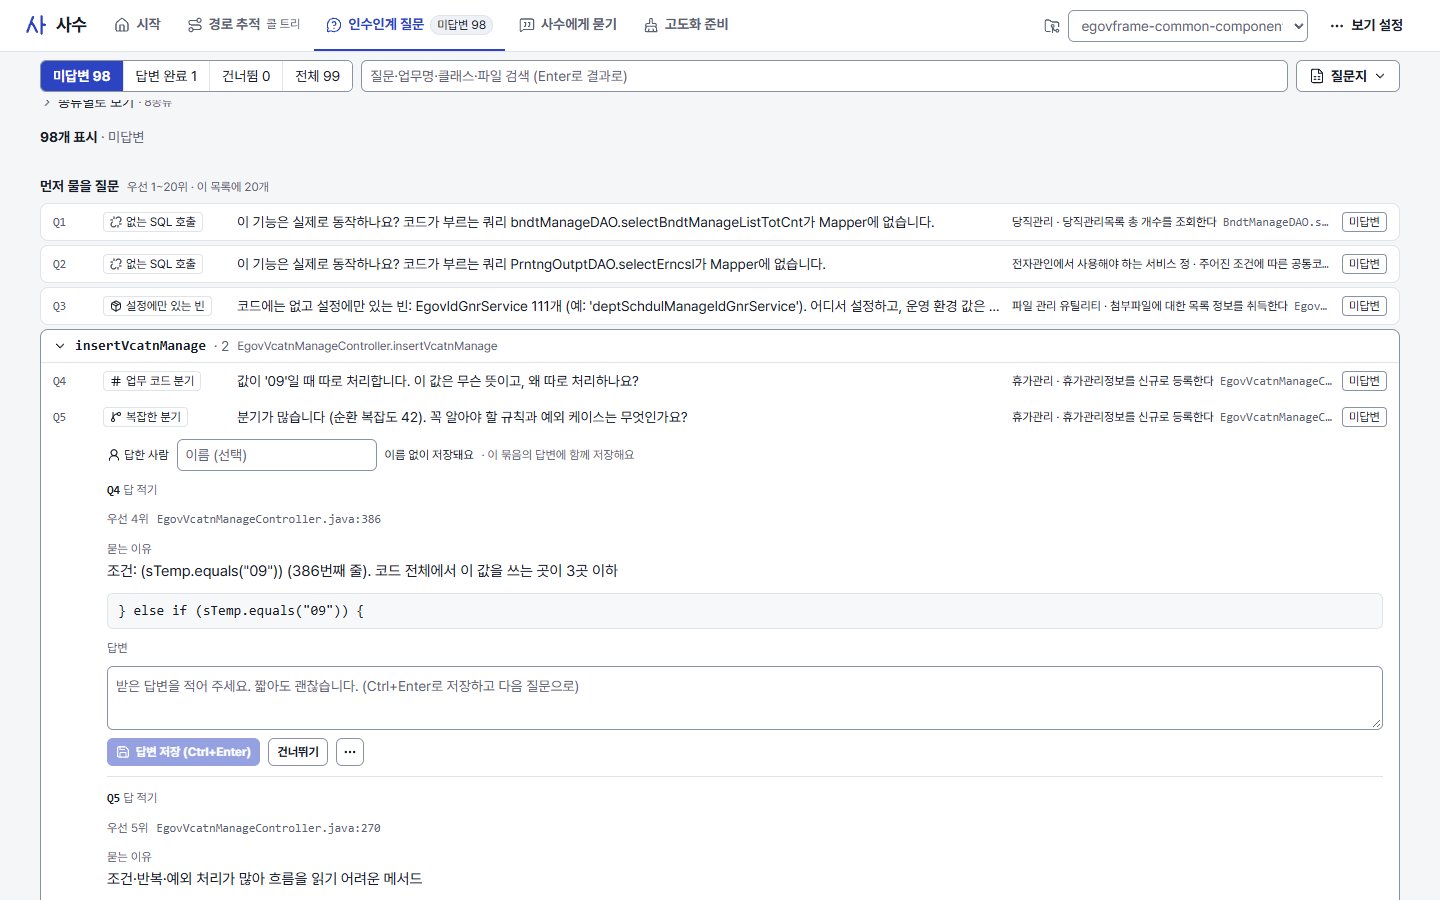 사수 사수 시작 경로 추적 콜 트리 인수인계 질문 미답변 98 사수에게 묻기 고도화 준비 egovframe-common-component 보기 설정
미답변 98 답변 완료 1 건너뜀 0 전체 99 질문·업무명·클래스·파일 검색 (Enter로 결과로) 질문지
종류별로 보기 · 8종류
98개 표시 · 미답변
먼저 물을 질문 우선 1~20위 · 이 목록에 20개
Q1 없는 SQL 호출 이 기능은 실제로 동작하나요? 코드가 부르는 쿼리 bndtManageDAO.selectBndtManageListTotCnt가 Mapper에 없습니다. 당직관리 · 당직관리목록 총 개수를 조회한다 BndtManageDAO.s… 미답변
Q2 없는 SQL 호출 이 기능은 실제로 동작하나요? 코드가 부르는 쿼리 PrntngOutptDAO.selectErncsl가 Mapper에 없습니다. 전자관인에서 사용해야 하는 서비스 정 · 주어진 조건에 따른 공통코… 미답변
Q3 설정에만 있는 빈 코드에는 없고 설정에만 있는 빈: EgovIdGnrService 111개 (예: 'deptSchdulManageIdGnrService'). 어디서 설정하고, 운영 환경 값은 … 파일 관리 유틸리티 · 첨부파일에 대한 목록 정보를 취득한다 Egov… 미답변
insertVcatnManage · 2 EgovVcatnManageController.insertVcatnManage
Q4 업무 코드 분기 값이 '09'일 때 따로 처리합니다. 이 값은 무슨 뜻이고, 왜 따로 처리하나요? 휴가관리 · 휴가관리정보를 신규로 등록한다 EgovVcatnManageC… 미답변
Q5 복잡한 분기 분기가 많습니다 (순환 복잡도 42). 꼭 알아야 할 규칙과 예외 케이스는 무엇인가요? 휴가관리 · 휴가관리정보를 신규로 등록한다 EgovVcatnManageC… 미답변
답한 사람 이름 (선택) 이름 없이 저장돼요 · 이 묶음의 답변에 함께 저장해요
Q4 답 적기
우선 4위 EgovVcatnManageController.java:386
묻는 이유
조건: (sTemp.equals("09")) (386번째 줄). 코드 전체에서 이 값을 쓰는 곳이 3곳 이하
} else if (sTemp.equals("09")) {
답변
받은 답변을 적어 주세요. 짧아도 괜찮습니다. (Ctrl+Enter로 저장하고 다음 질문으로)
답변 저장 (Ctrl+Enter) 건너뛰기
Q5 답 적기
우선 5위 EgovVcatnManageController.java:270
묻는 이유
조건·반복·예외 처리가 많아 흐름을 읽기 어려운 메서드